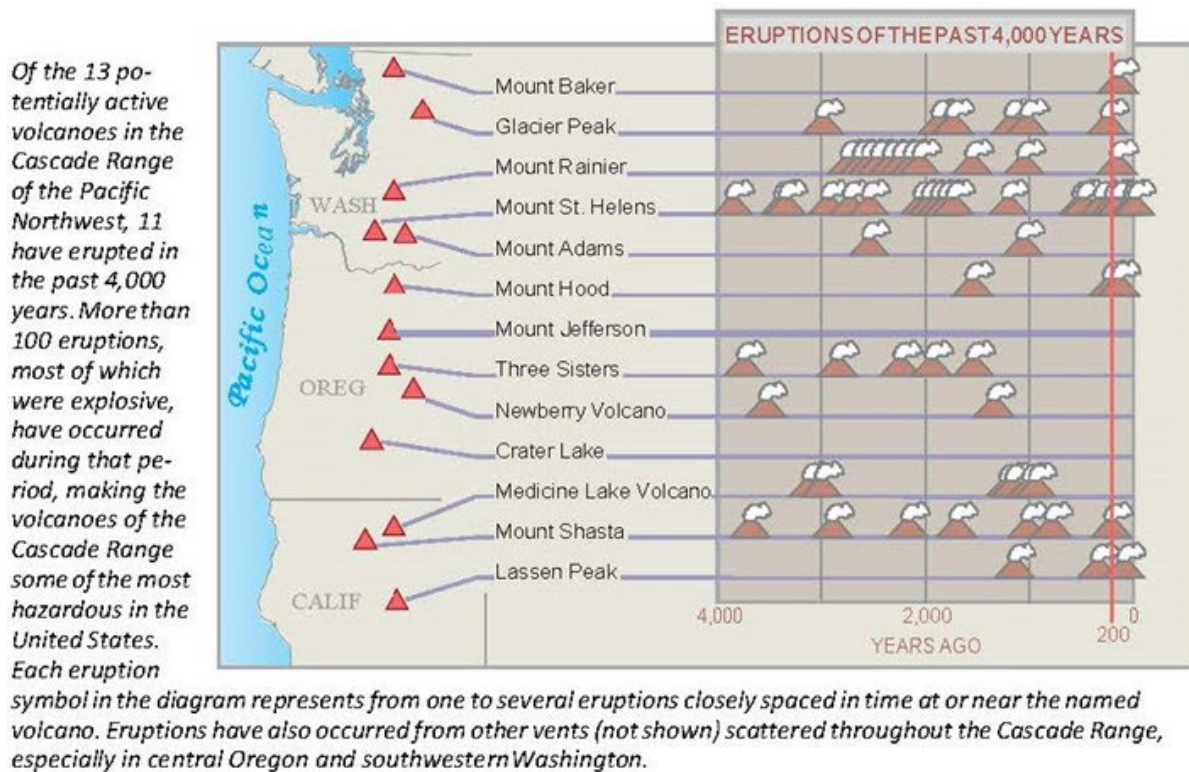 Of the 13 po-
tentially active
volcanoes in the
Cascade Range
of the Pacific
Northwest, 11
have erupted in
the past 4,000
years. More than
100 eruptions,
most of which
were explosive,
have occurred
during that pe-
riod, making the
volcanoes of the
Cascade Range
some of the most
hazardous in the
United States.
Each eruption
symbol in the diagram represents from one to several eruptions closely spaced in time at or near the named
volcano. Eruptions have also occurred from other vents (not shown) scattered throughout the Cascade Range,
especially in central Oregon and southwestern Washington.
Pacific Ocean
WASH
OREG
CALIF
ERUPTIONS OF THE PAST 4,000 YEARS
Mount Baker
Glacier Peak
Mount Rainier
Mount St. Helens
Mount Adams
Mount Hood
Mount Jefferson
Three Sisters
Newberry Volcano
Crater Lake
Medicine Lake Volcano
Mount Shasta
Lassen Peak
4,000 2,000 0
200
YEARS AGO